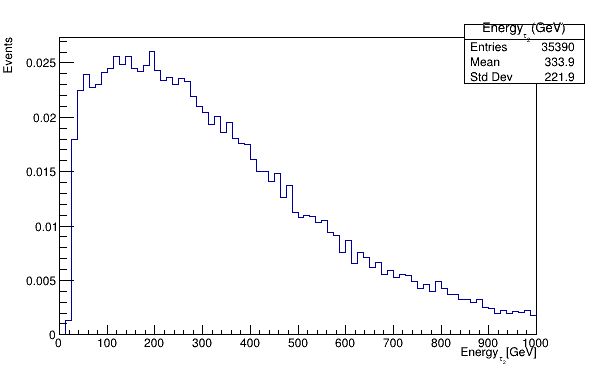 Energy_τ₂(GeV)
Entries 35390
Mean 333.9
Std Dev 221.9
Events
0.025
0.02
0.015
0.01
0.005
0
0 100 200 300 400 500 600 700 800 900 1000
Energy_τ₂[GeV]